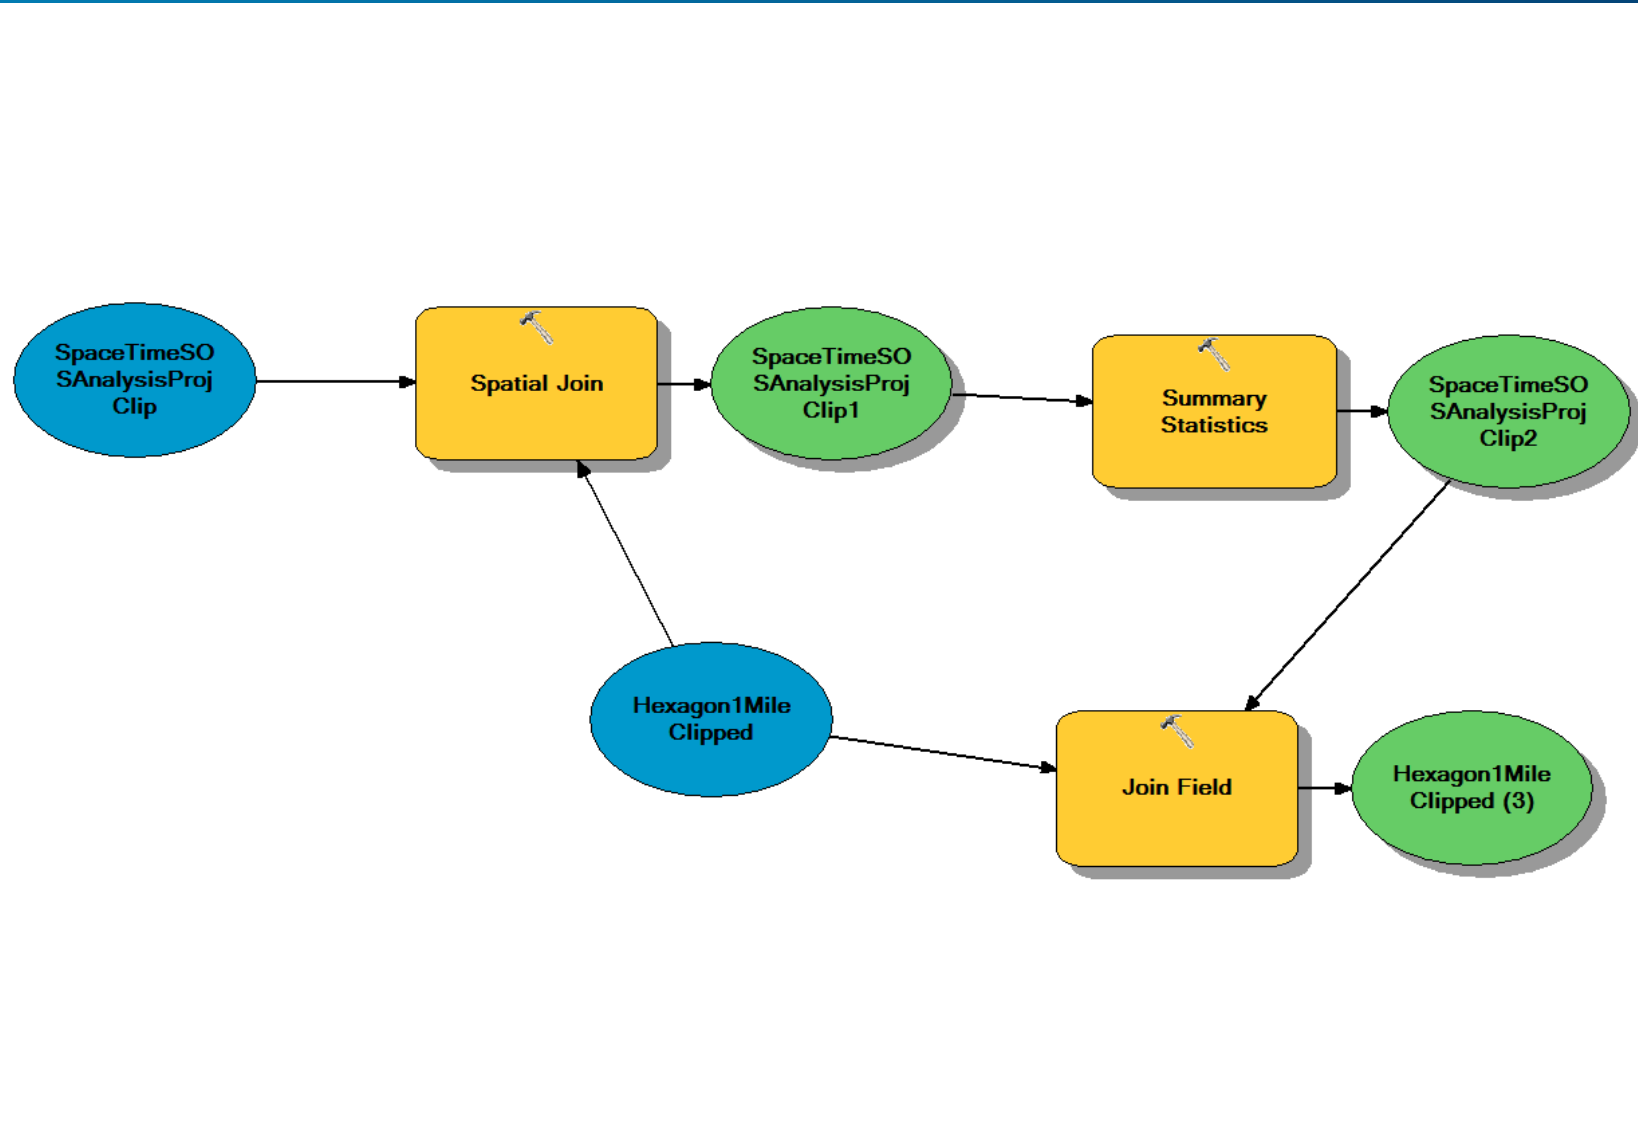 SpaceTimeSO
SAnalysisProj
Clip
Spatial Join
SpaceTimeSO
SAnalysisProj
Clip1
Summary
Statistics
SpaceTimeSO
SAnalysisProj
Clip2
Hexagon1Mile
Clipped
Join Field
Hexagon1Mile
Clipped (3)